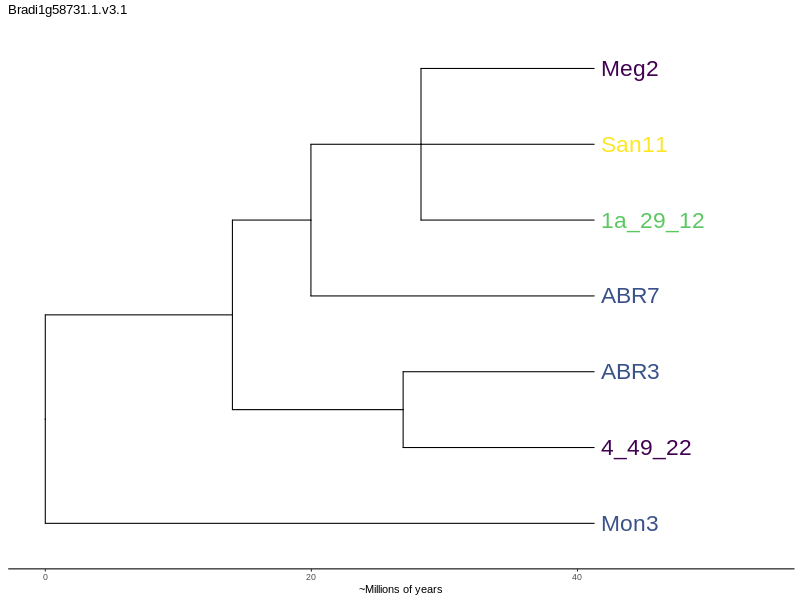 Bradi1g58731.1.v3.1
Meg2
San11
1a_29_12
ABR7
ABR3
4_49_22
Mon3
0 20 40
~Millions of years